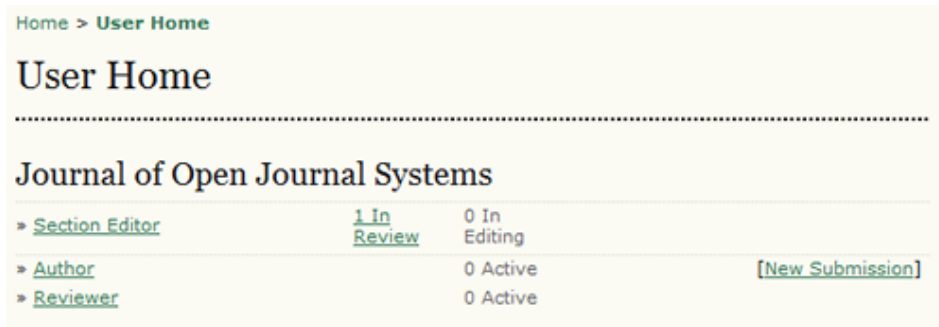 Home > User Home
User Home
Journal of Open Journal Systems
» Section Editor 1 In Review 0 In Editing
» Author 0 Active [New Submission]
» Reviewer 0 Active